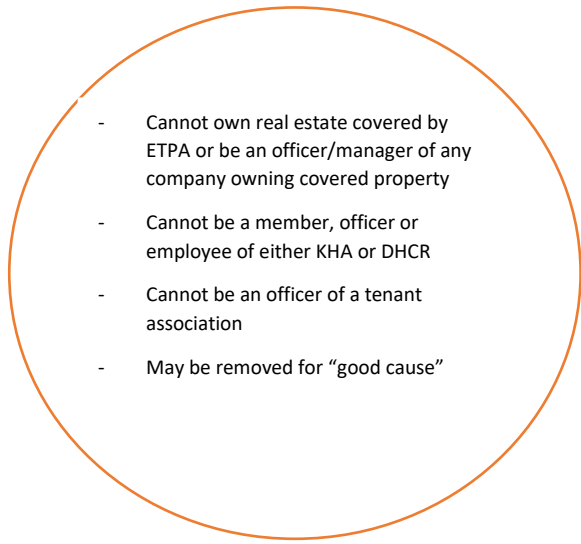 - Cannot own real estate covered by
ETPA or be an officer/manager of any
company owning covered property
- Cannot be a member, officer or
employee of either KHA or DHCR
- Cannot be an officer of a tenant
association
- May be removed for “good cause”